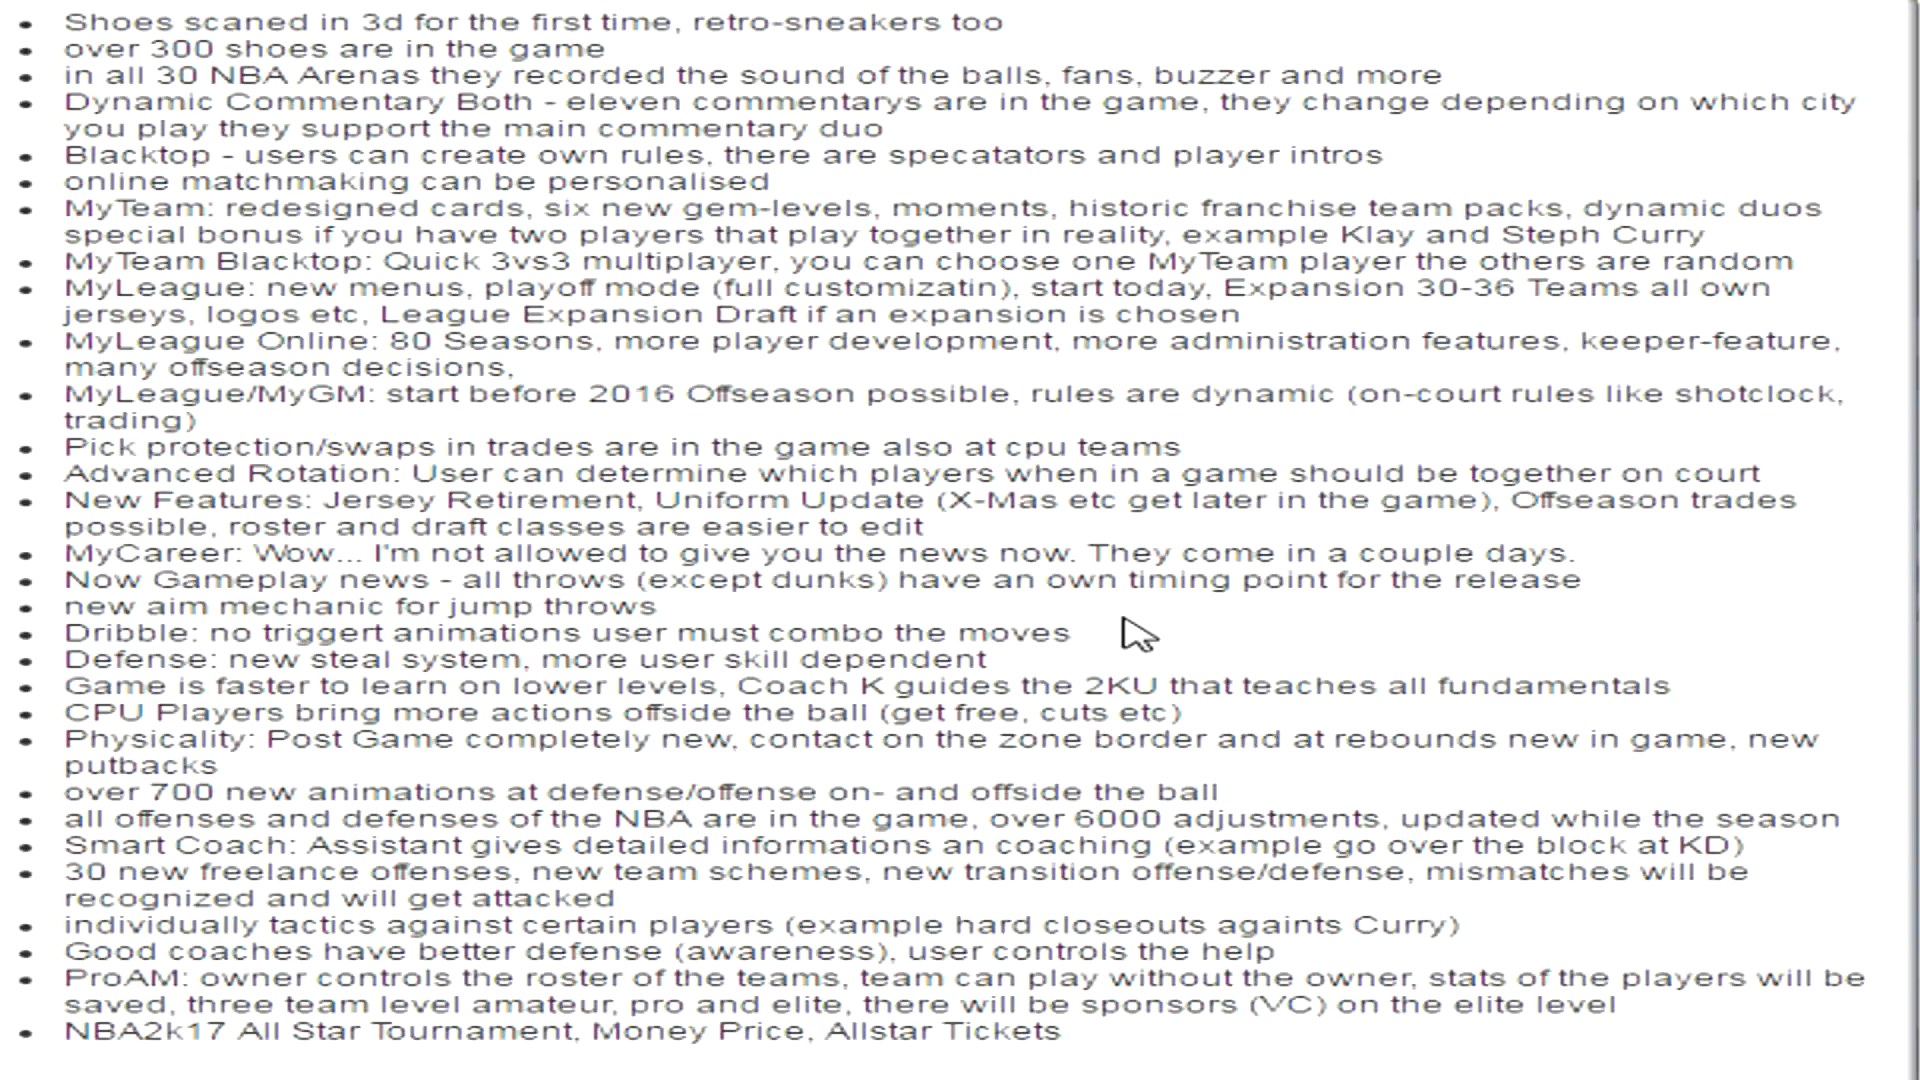 • Shoes scaned in 3d for the first time, retro-sneakers too
• over 300 shoes are in the game
• in all 30 NBA Arenas they recorded the sound of the balls, fans, buzzer and more
• Dynamic Commentary Both - eleven commentarys are in the game, they change depending on which city
you play they support the main commentary duo
• Blacktop - users can create own rules, there are specatators and player intros
• online matchmaking can be personalised
• MyTeam: redesigned cards, six new gem-levels, moments, historic franchise team packs, dynamic duos
special bonus if you have two players that play together in reality, example Klay and Steph Curry
• MyTeam Blacktop: Quick 3vs3 multiplayer, you can choose one MyTeam player the others are random
• MyLeague: new menus, playoff mode (full customizatin), start today, Expansion 30-36 Teams all own
jerseys, logos etc, League Expansion Draft if an expansion is chosen
• MyLeague Online: 80 Seasons, more player development, more administration features, keeper-feature,
many offseason decisions,
• MyLeague/MyGM: start before 2016 Offseason possible, rules are dynamic (on-court rules like shotclock,
trading)
• Pick protection/swaps in trades are in the game also at cpu teams
• Advanced Rotation: User can determine which players when in a game should be together on court
• New Features: Jersey Retirement, Uniform Update (X-Mas etc get later in the game), Offseason trades
possible, roster and draft classes are easier to edit
• MyCareer: Wow... I'm not allowed to give you the news now. They come in a couple days.
• Now Gameplay news - all throws (except dunks) have an own timing point for the release
• new aim mechanic for jump throws
• Dribble: no triggert animations user must combo the moves
• Defense: new steal system, more user skill dependent
• Game is faster to learn on lower levels, Coach K guides the 2KU that teaches all fundamentals
• CPU Players bring more actions offside the ball (get free, cuts etc)
• Physicality: Post Game completely new, contact on the zone border and at rebounds new in game, new
putbacks
• over 700 new animations at defense/offense on- and offside the ball
• all offenses and defenses of the NBA are in the game, over 6000 adjustments, updated while the season
• Smart Coach: Assistant gives detailed informations an coaching (example go over the block at KD)
• 30 new freelance offenses, new team schemes, new transition offense/defense, mismatches will be
recognized and will get attacked
• individually tactics against certain players (example hard closeouts againts Curry)
• Good coaches have better defense (awareness), user controls the help
• ProAM: owner controls the roster of the teams, team can play without the owner, stats of the players will be
saved, three team level amateur, pro and elite, there will be sponsors (VC) on the elite level
• NBA2k17 All Star Tournament, Money Price, Allstar Tickets